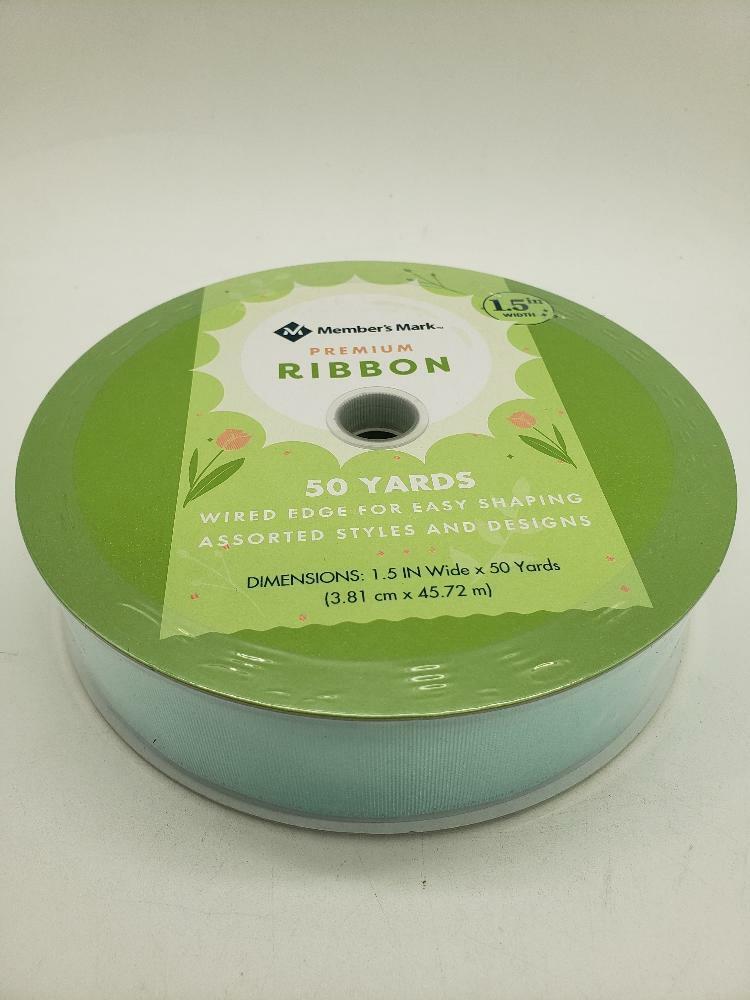 1.5in
WIDTH
Member's Mark™
PREMIUM
RIBBON
50 YARDS
WIRED EDGE FOR EASY SHAPING
ASSORTED STYLES AND DESIGNS
DIMENSIONS: 1.5 IN Wide x 50 Yards
(3.81 cm x 45.72 m)